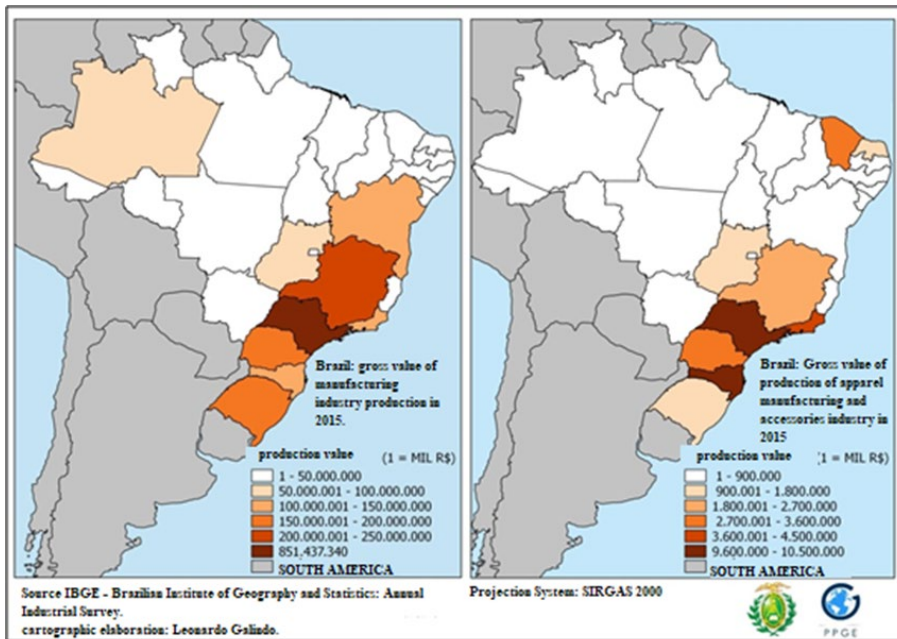 Brazil: gross value of
manufacturing
industry production in
2015.
production value (1 = MIL R$)
1 - 50.000.000
50.000.001 - 100.000.000
100.000.001 - 150.000.000
150.000.001 - 200.000.000
200.000.001 - 250.000.000
851,437.340
SOUTH AMERICA
Brazil: Gross value of
production of apparel
manufacturing and
accessories industry in
2015
production value (1 = MIL R$)
1 - 900.000
900.001 - 1.800.000
1.800.001 - 2.700.000
2.700.001 - 3.600.000
3.600.001 - 4.500.000
9.600.000 - 10.500.000
SOUTH AMERICA
Source IBGE - Brazilian Institute of Geography and Statistics: Annual
Industrial Survey.
cartographic elaboration: Leonardo Galindo.
Projection System: SIRGAS 2000
PPGE